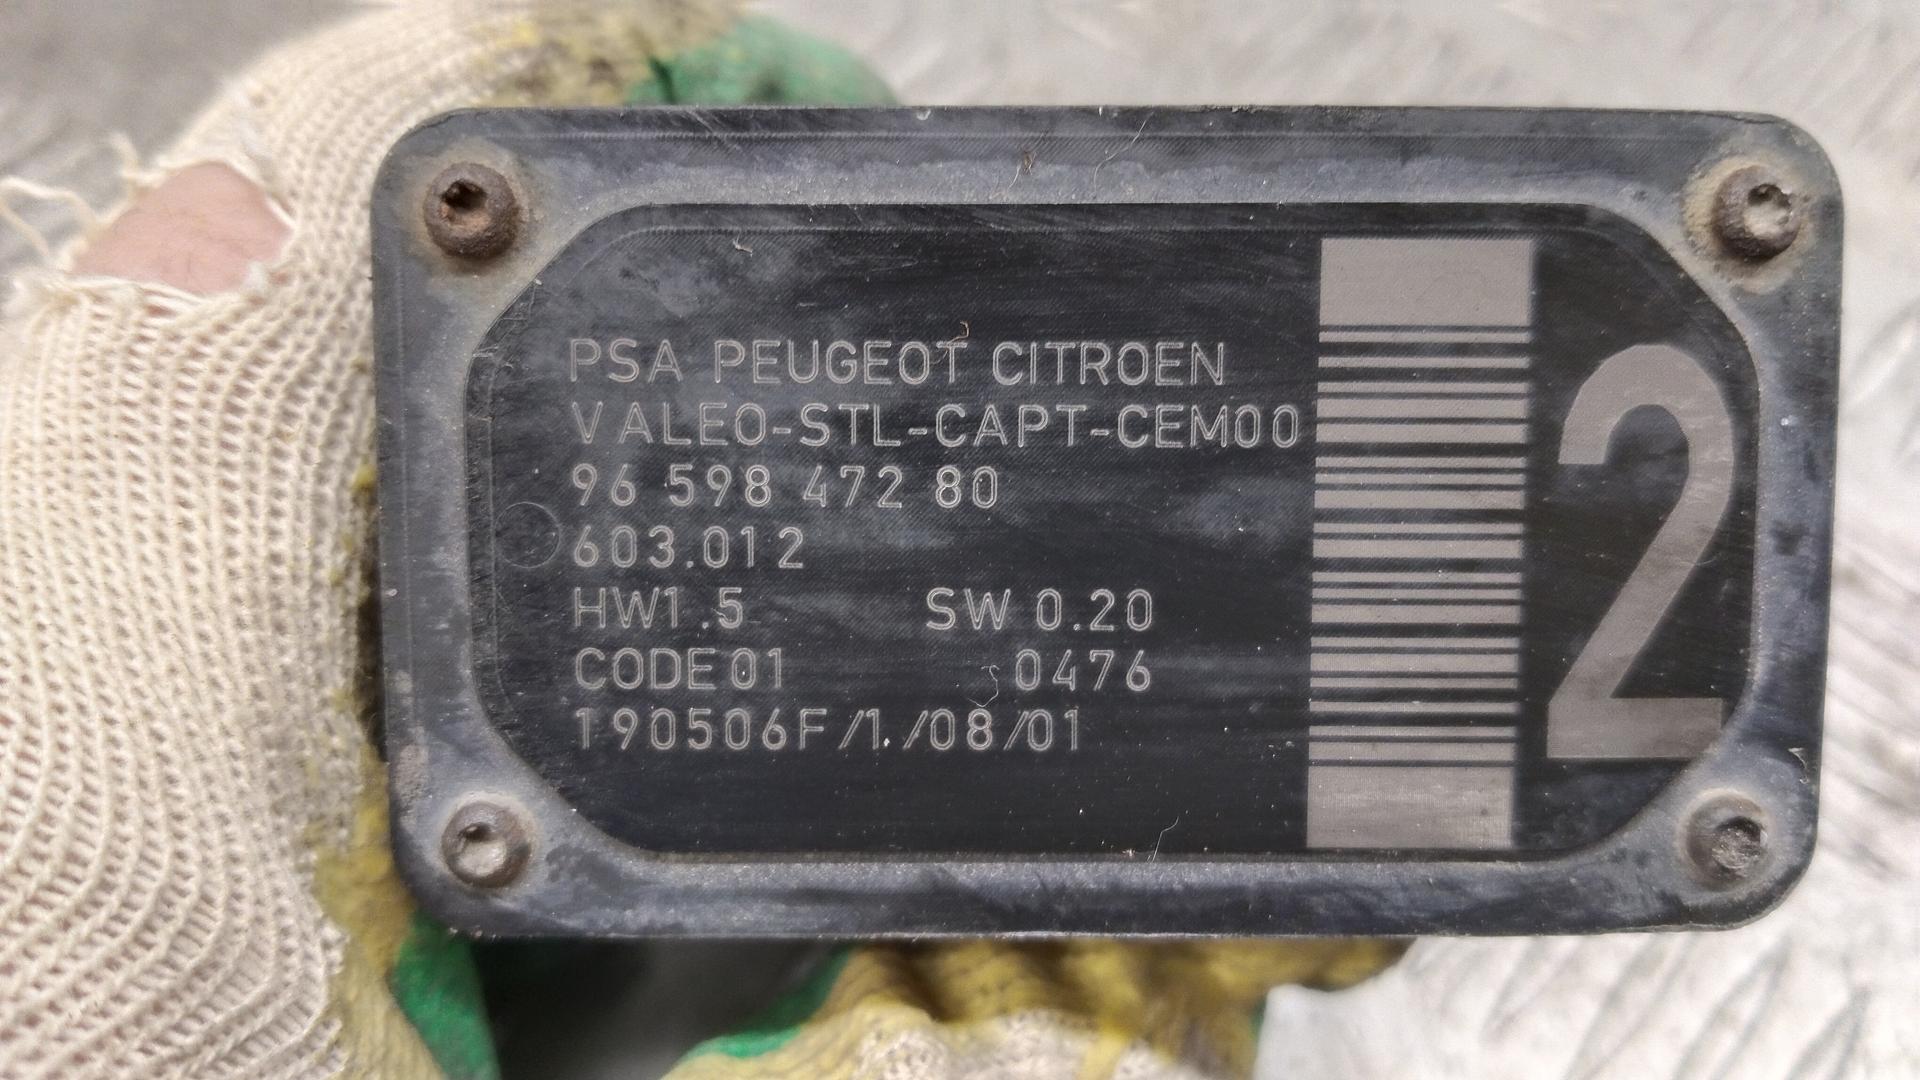 PSA PEUGEOT CITROEN
VALEO-STL-CAPT-CEM00
96 598 472 80
603.012
HW1.5 SW 0.20
CODE01 0476
190506F/1/08/01
2